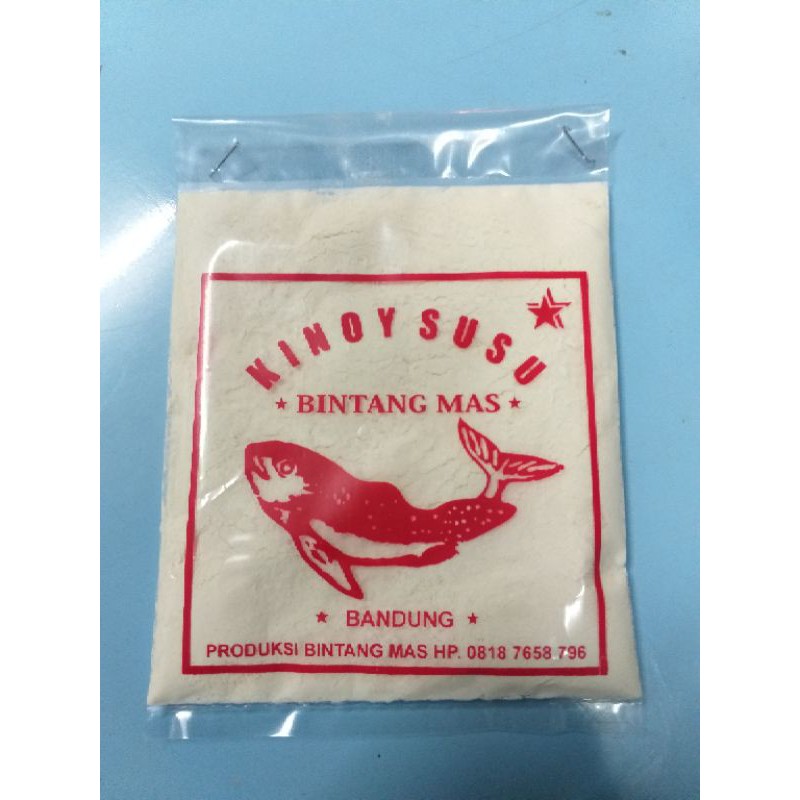 KINOY SUSU
BINTANG MAS
BANDUNG
PRODUKSI BINTANG MAS HP. 0818 7658 796